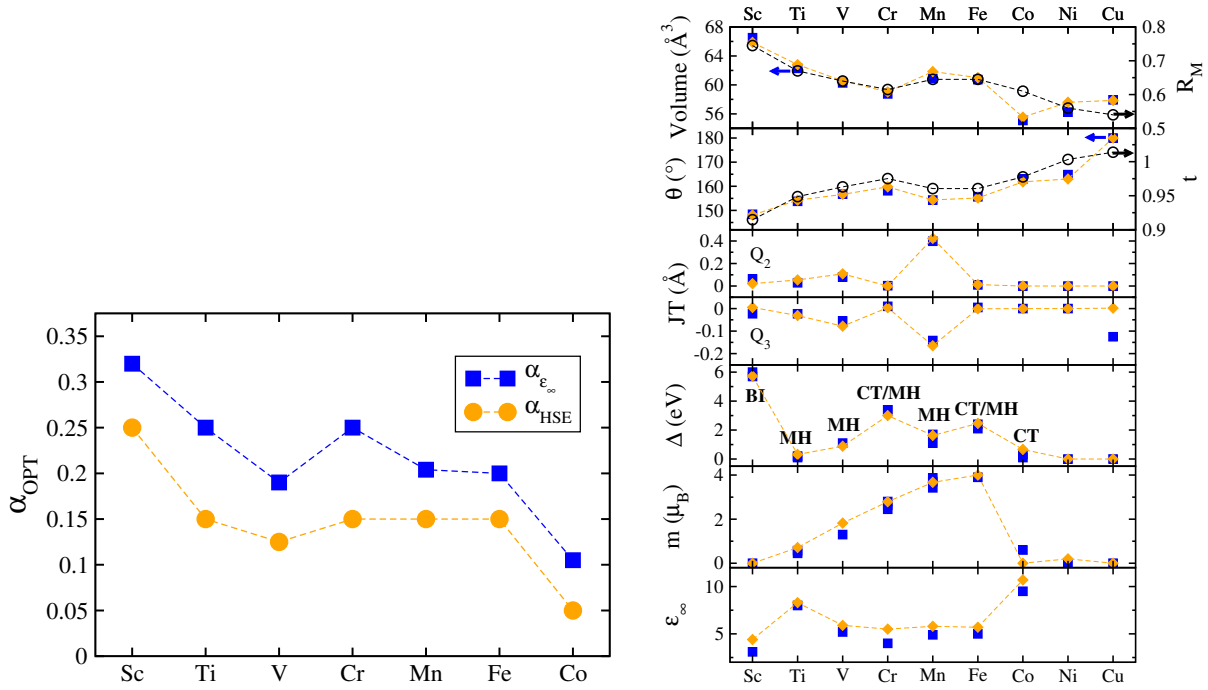 0.35
0.3
0.25
0.2
0.15
0.1
0.05
0
α_OPT
α_ε∞
α_HSE
Sc Ti V Cr Mn Fe Co
Sc Ti V Cr Mn Fe Co Ni Cu
Volume (Å³)
68
64
60
56
0.8
0.7
0.6
0.5
R_M
θ (°)
180
170
160
150
1
0.95
0.9
t
JT (Å)
0.4
0.2
0
Q₂
0
-0.1
-0.2
Q₃
Δ (eV)
6
4
2
0
BI
MH
MH
CT/MH
MH
CT/MH
CT
m (μ_B)
4
2
0
ε_∞
10
5
Sc Ti V Cr Mn Fe Co Ni Cu